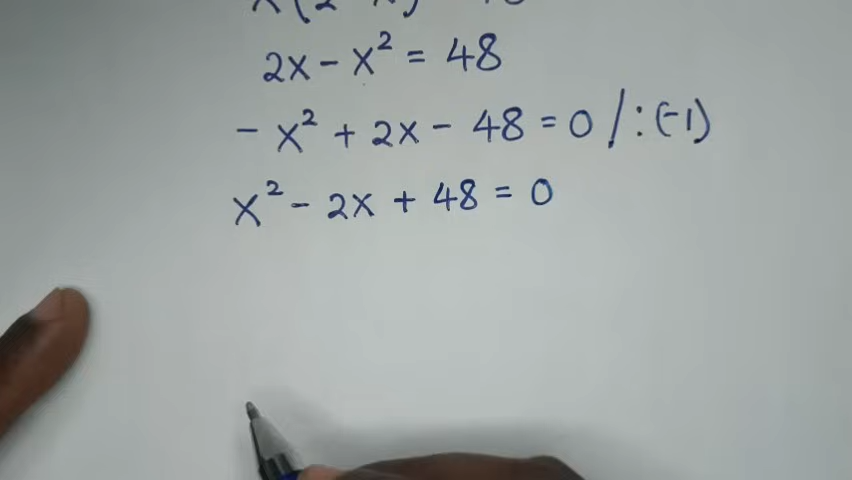 2x - x² = 48
- x² + 2x - 48 = 0 / : (-1)
x² - 2x + 48 = 0